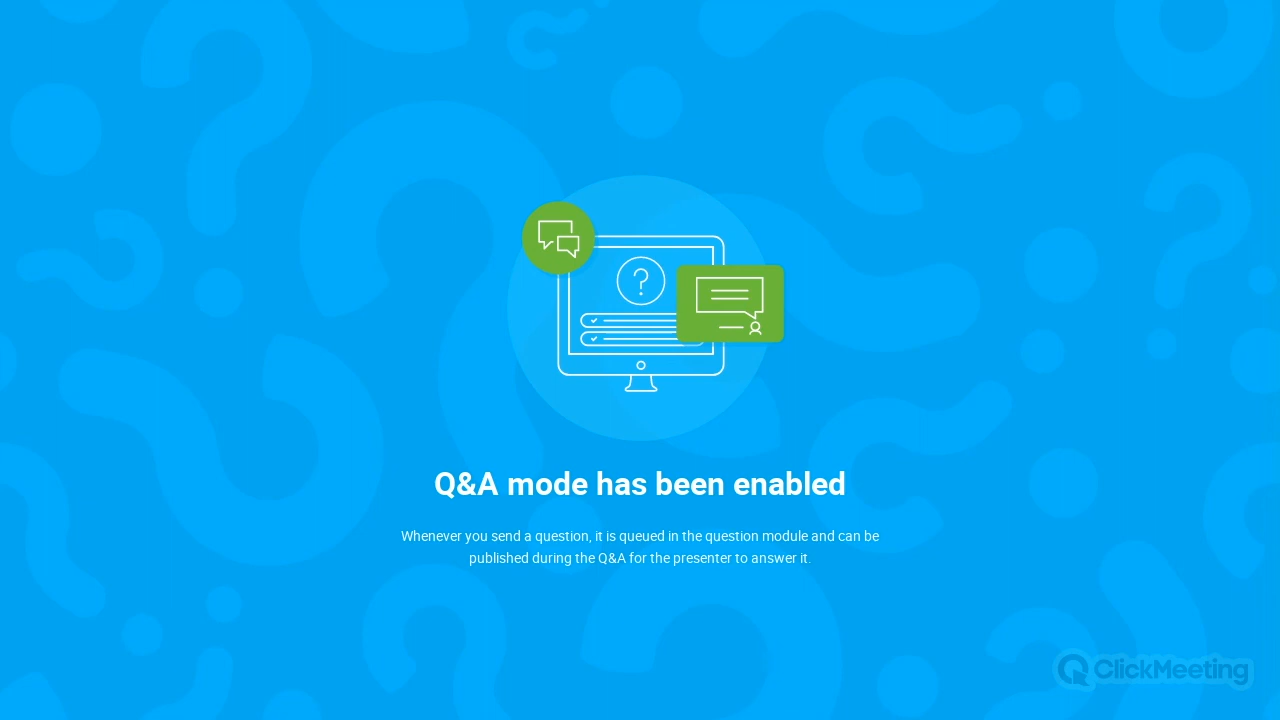 Q&A mode has been enabled
Whenever you send a question, it is queued in the question module and can be
published during the Q&A for the presenter to answer it.
ClickMeeting